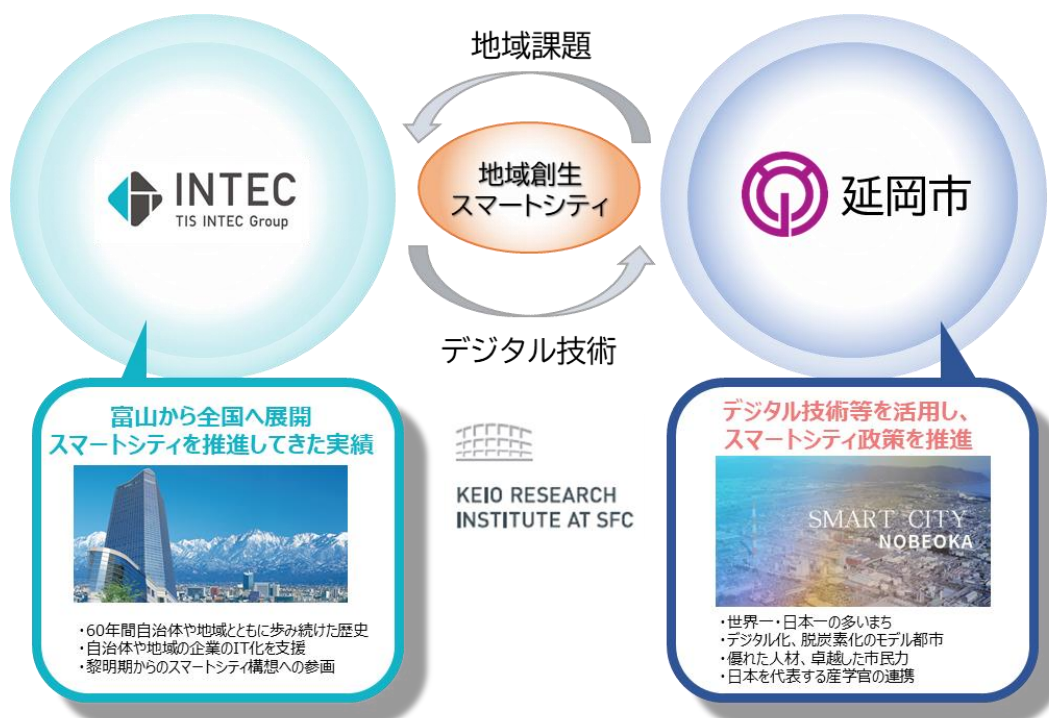 地域課題
INTEC
TIS INTEC Group
地域創生
スマートシティ
延岡市
デジタル技術
富山から全国へ展開
スマートシティを推進してきた実績
・60年間自治体や地域とともに歩み続けた歴史
・自治体や地域の企業のIT化を支援
・黎明期からのスマートシティ構想への参画
KEIO RESEARCH
INSTITUTE AT SFC
デジタル技術等を活用し、
スマートシティ政策を推進
SMART CITY
NOBEOKA
・世界一・日本一の多いまち
・デジタル化、脱炭素化のモデル都市
・優れた人材、卓越した市民力
・日本を代表する産学官の連携